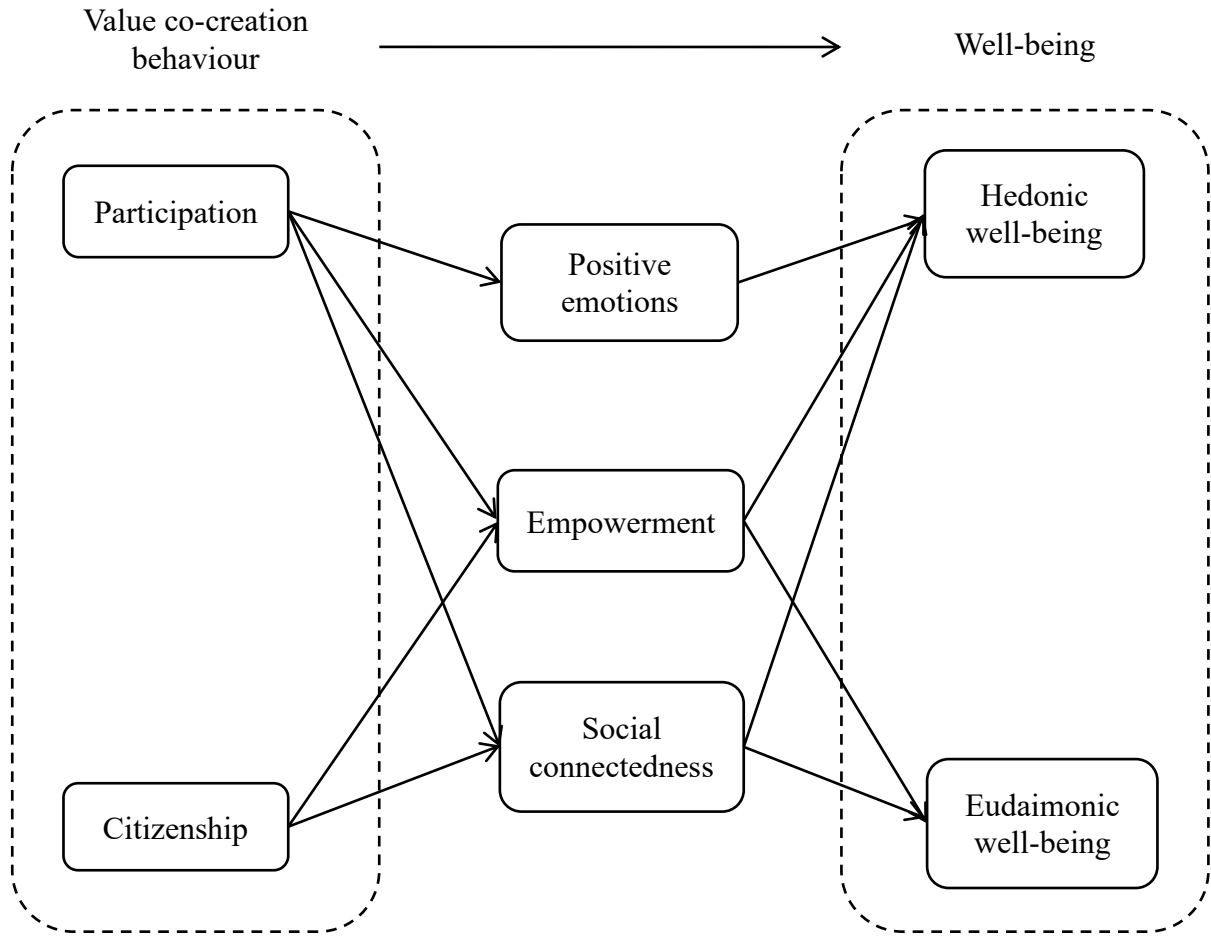 Value co-creation
behaviour
Well-being
Participation
Hedonic
well-being
Positive
emotions
Empowerment
Social
connectedness
Citizenship
Eudaimonic
well-being